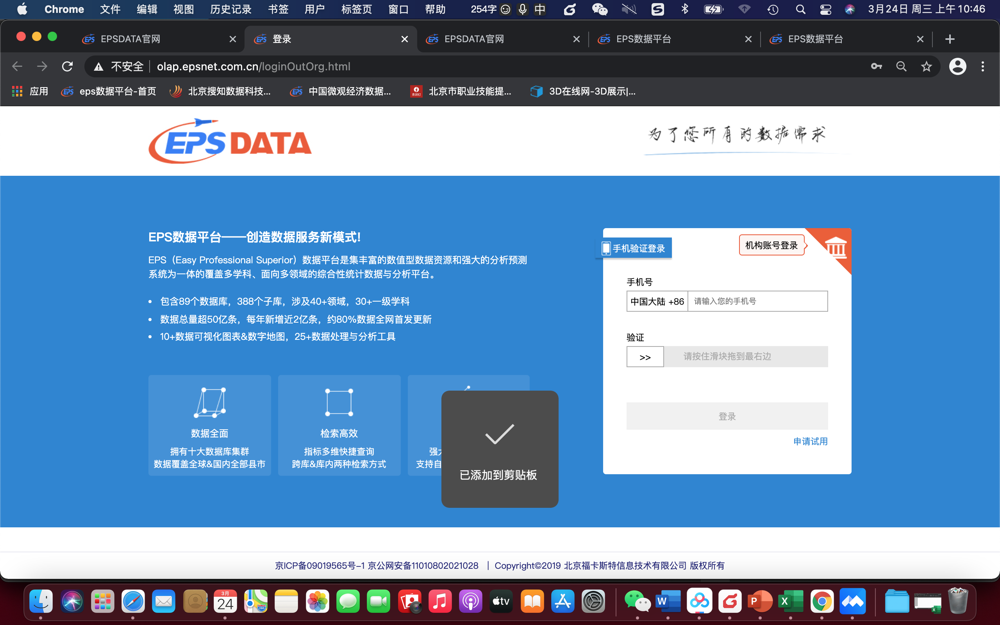 Chrome 文件 编辑 视图 历史记录 书签 用户 标签页 窗口 帮助 254字 中 3月24日 周三 上午10:46
EPSDATA官网 登录 EPSDATA官网 EPS数据平台 EPS数据平台
不安全 olap.epsnet.com.cn/loginOutOrg.html
应用 eps数据平台-首页 北京搜知数据科技... 中国微观经济数据... 北京市职业技能提... 3D在线网-3D展示|...
EPS DATA
为了您所有的数据需求
EPS数据平台——创造数据服务新模式!
EPS（Easy Professional Superior）数据平台是集丰富的数值型数据资源和强大的分析预测
系统为一体的覆盖多学科、面向多领域的综合性统计数据与分析平台。
• 包含89个数据库，388个子库，涉及40+领域，30+一级学科
• 数据总量超50亿条，每年新增近2亿条，约80%数据全网首发更新
• 10+数据可视化图表&数字地图，25+数据处理与分析工具
数据全面
拥有十大数据库集群
数据覆盖全球&国内全部县市
检索高效
指标多维快捷查询
跨库&库内两种检索方式
强
支持自
已添加到剪贴板
手机验证登录
机构账号登录
手机号
中国大陆 +86 请输入您的手机号
验证
>> 请按住滑块拖到最右边
登录
申请试用
京ICP备09019565号-1 京公网安备11010802021028 | Copyright©2019 北京福卡斯特信息技术有限公司 版权所有
3月
24
280
tv
W
P
X